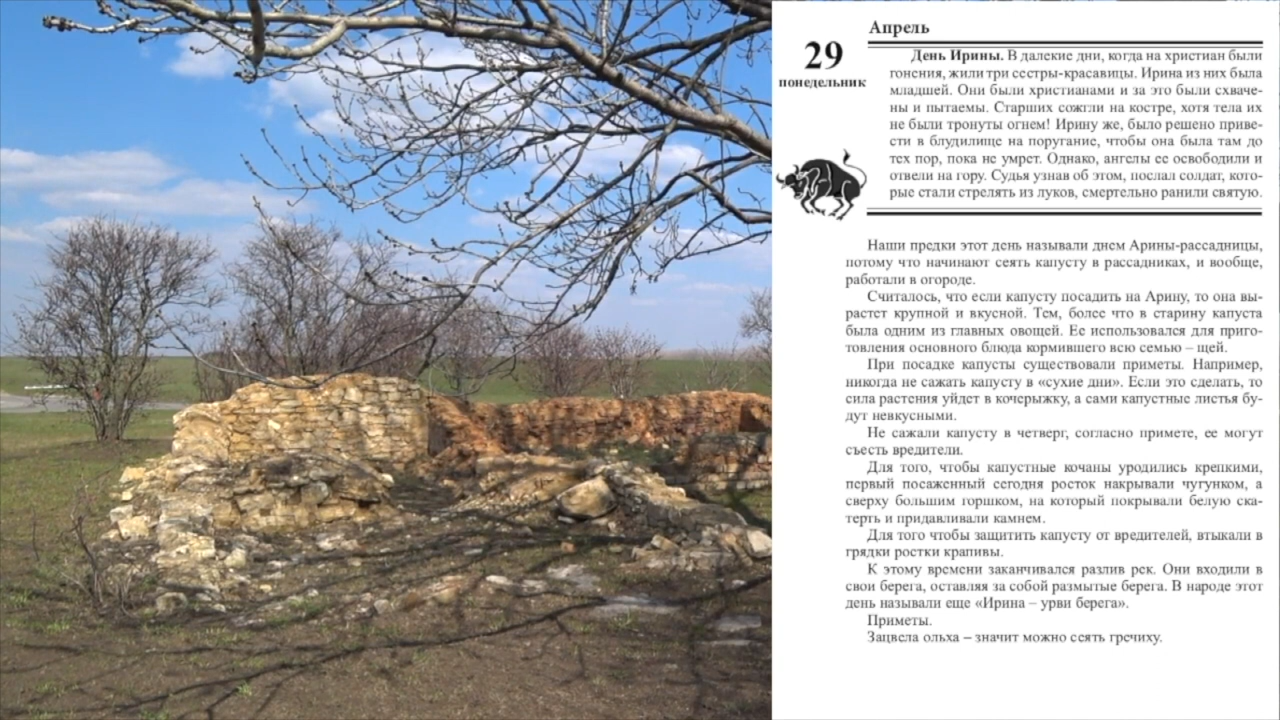 Апрель
29
понедельник
День Ирины. В далекие дни, когда на христиан были
гонения, жили три сестры-красавицы. Ирина из них была
младшей. Они были христианами и за это были схваче-
ны и пытаемы. Старших сожгли на костре, хотя тела их
не были тронуты огнем! Ирину же, было решено приве-
сти в блудилище на поругание, чтобы она была там до
тех пор, пока не умрет. Однако, ангелы ее освободили и
отвели на гору. Судья узнав об этом, послал солдат, кото-
рые стали стрелять из луков, смертельно ранили святую.
Наши предки этот день называли днем Арины-рассадницы,
потому что начинают сеять капусту в рассадниках, и вообще,
работали в огороде.
Считалось, что если капусту посадить на Арину, то она вы-
растет крупной и вкусной. Тем, более что в старину капуста
была одним из главных овощей. Ее использовался для приго-
товления основного блюда кормившего всю семью – щей.
При посадке капусты существовали приметы. Например,
никогда не сажать капусту в «сухие дни». Если это сделать, то
сила растения уйдет в кочерыжку, а сами капустные листья бу-
дут невкусными.
Не сажали капусту в четверг, согласно примете, ее могут
съесть вредители.
Для того, чтобы капустные кочаны уродились крепкими,
первый посаженный сегодня росток накрывали чугунком, а
сверху большим горшком, на который покрывали белую ска-
терть и придавливали камнем.
Для того чтобы защитить капусту от вредителей, втыкали в
грядки ростки крапивы.
К этому времени заканчивался разлив рек. Они входили в
свои берега, оставляя за собой размытые берега. В народе этот
день называли еще «Ирина – урви берега».
Приметы.
Зацвела ольха – значит можно сеять гречиху.